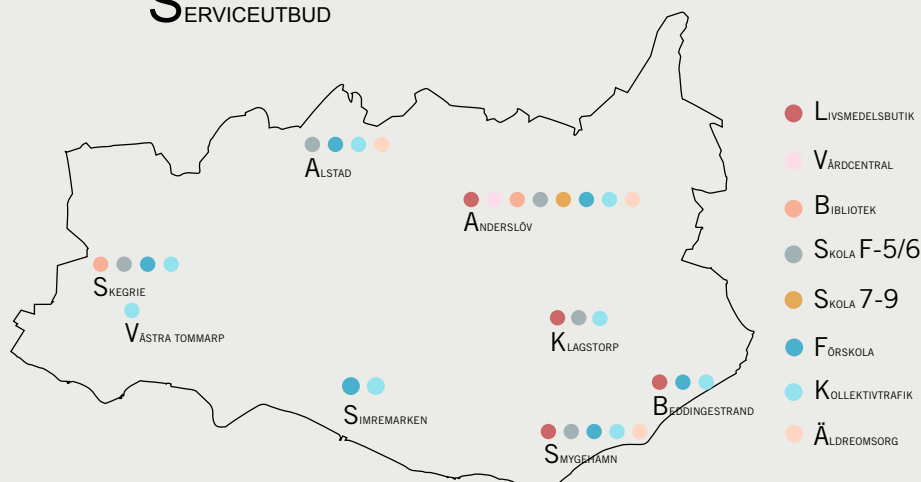 SERVICEUTBUD
ALSTAD
ANDERSLÖV
SKEGRIE
VÄSTRA TOMMARP
KLAGSTORP
SIMREMARKEN
BEDDINGESTRAND
SMYGEHAMN
LIVSMEDELSBUTIK
VÅRDCENTRAL
BIBLIOTEK
SKOLA F-5/6
SKOLA 7-9
FÖRSKOLA
KOLLEKTIVTRAFIK
ÄLDREOMSORG